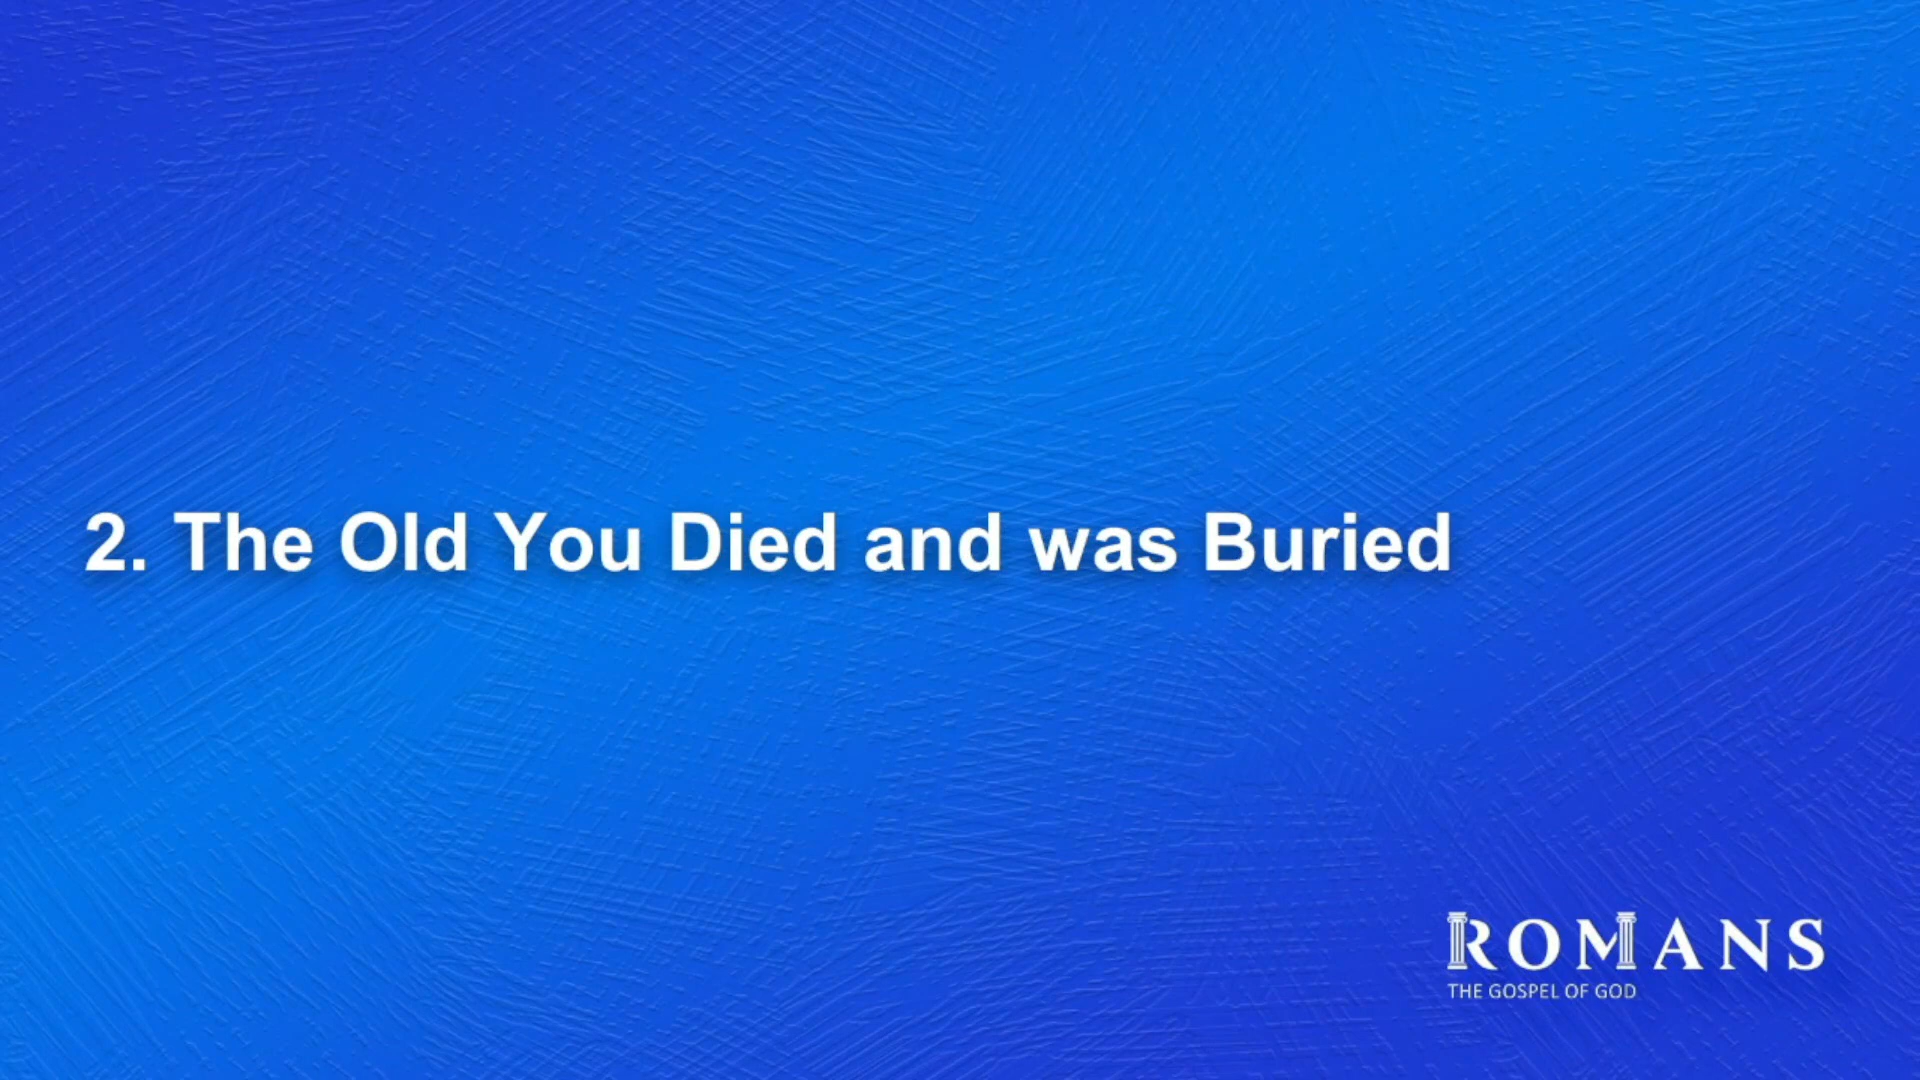 2. The Old You Died and was Buried
ROMANS
THE GOSPEL OF GOD